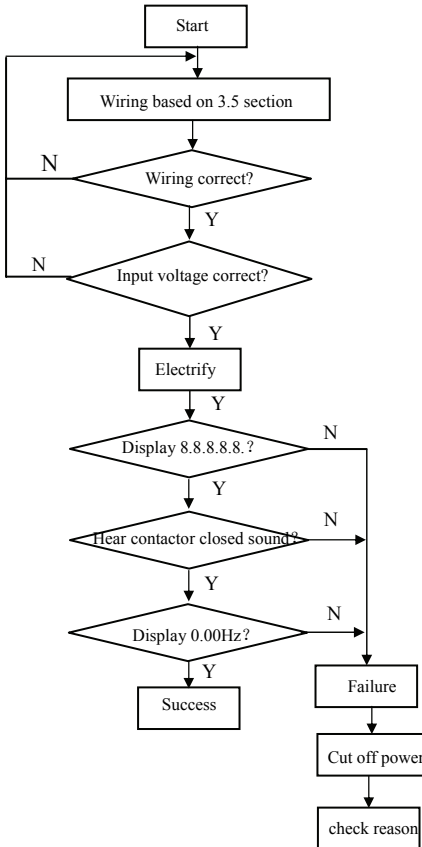 Start
Wiring based on 3.5 section
N
Wiring correct?
Y
N
Input voltage correct?
Y
Electrify
Y
Display 8.8.8.8.8.?
N
Y
Hear contactor closed sound?
N
Y
Display 0.00Hz?
N
Y
Success
Failure
Cut off power
check reason